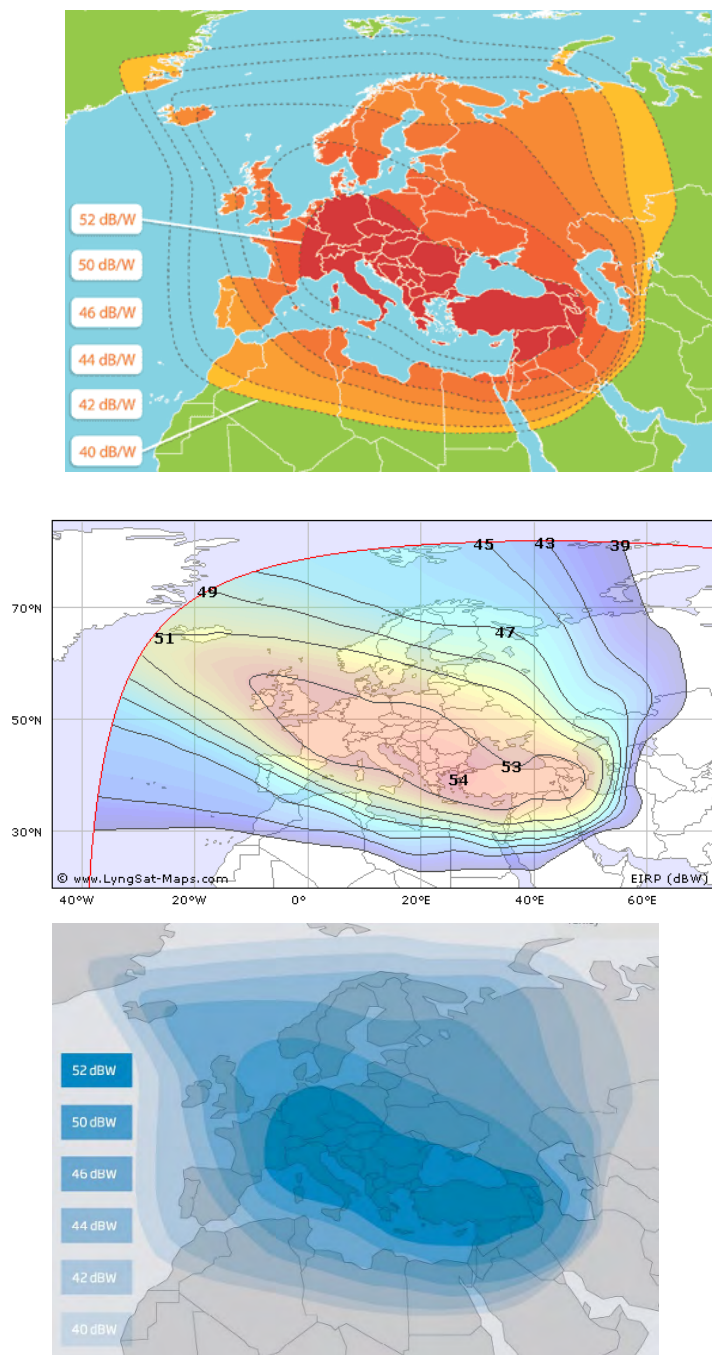 52 dB/W
50 dB/W
46 dB/W
44 dB/W
42 dB/W
40 dB/W
45 43 39
70°N
49
51
47
50°N
53
54
30°N
© www.LyngSat-Maps.com EIRP (dBW)
40°W 20°W 0° 20°E 40°E 60°E
52 dBW
50 dBW
46 dBW
44 dBW
42 dBW
40 dBW